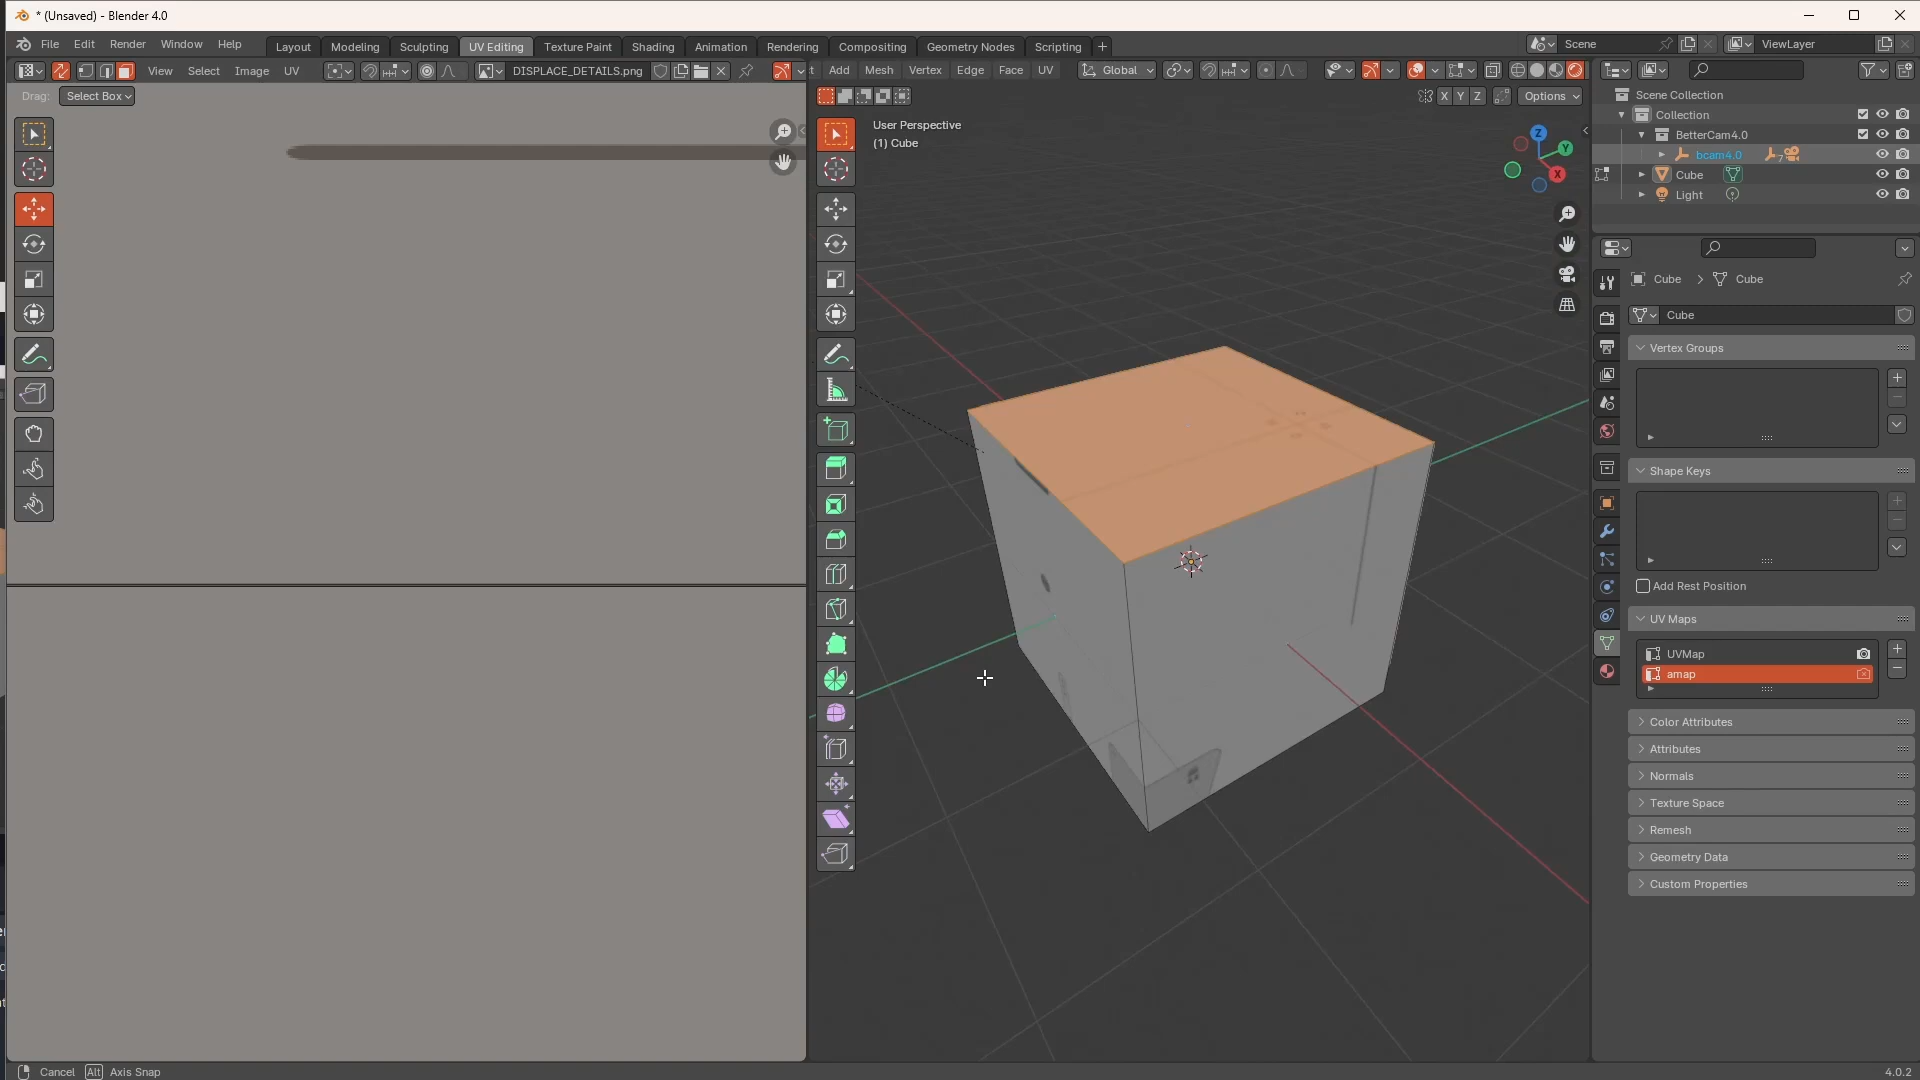 * (Unsaved) - Blender 4.0
File Edit Render Window Help Layout Modeling Sculpting UV Editing Texture Paint Shading Animation Rendering Compositing Geometry Nodes Scripting + Scene ViewLayer
View Select Image UV DISPLACE_DETAILS.png Add Mesh Vertex Edge Face UV Global
Drag: Select Box X Y Z Options
Scene Collection
Collection
BetterCam4.0
bcam4.0 7
Cube
Light
User Perspective
(1) Cube
Z
Y
X
Cube > Cube
Cube
Vertex Groups
Shape Keys
Add Rest Position
UV Maps
UVMap
amap
Color Attributes
Attributes
Normals
Texture Space
Remesh
Geometry Data
Custom Properties
Cancel Alt Axis Snap 4.0.2